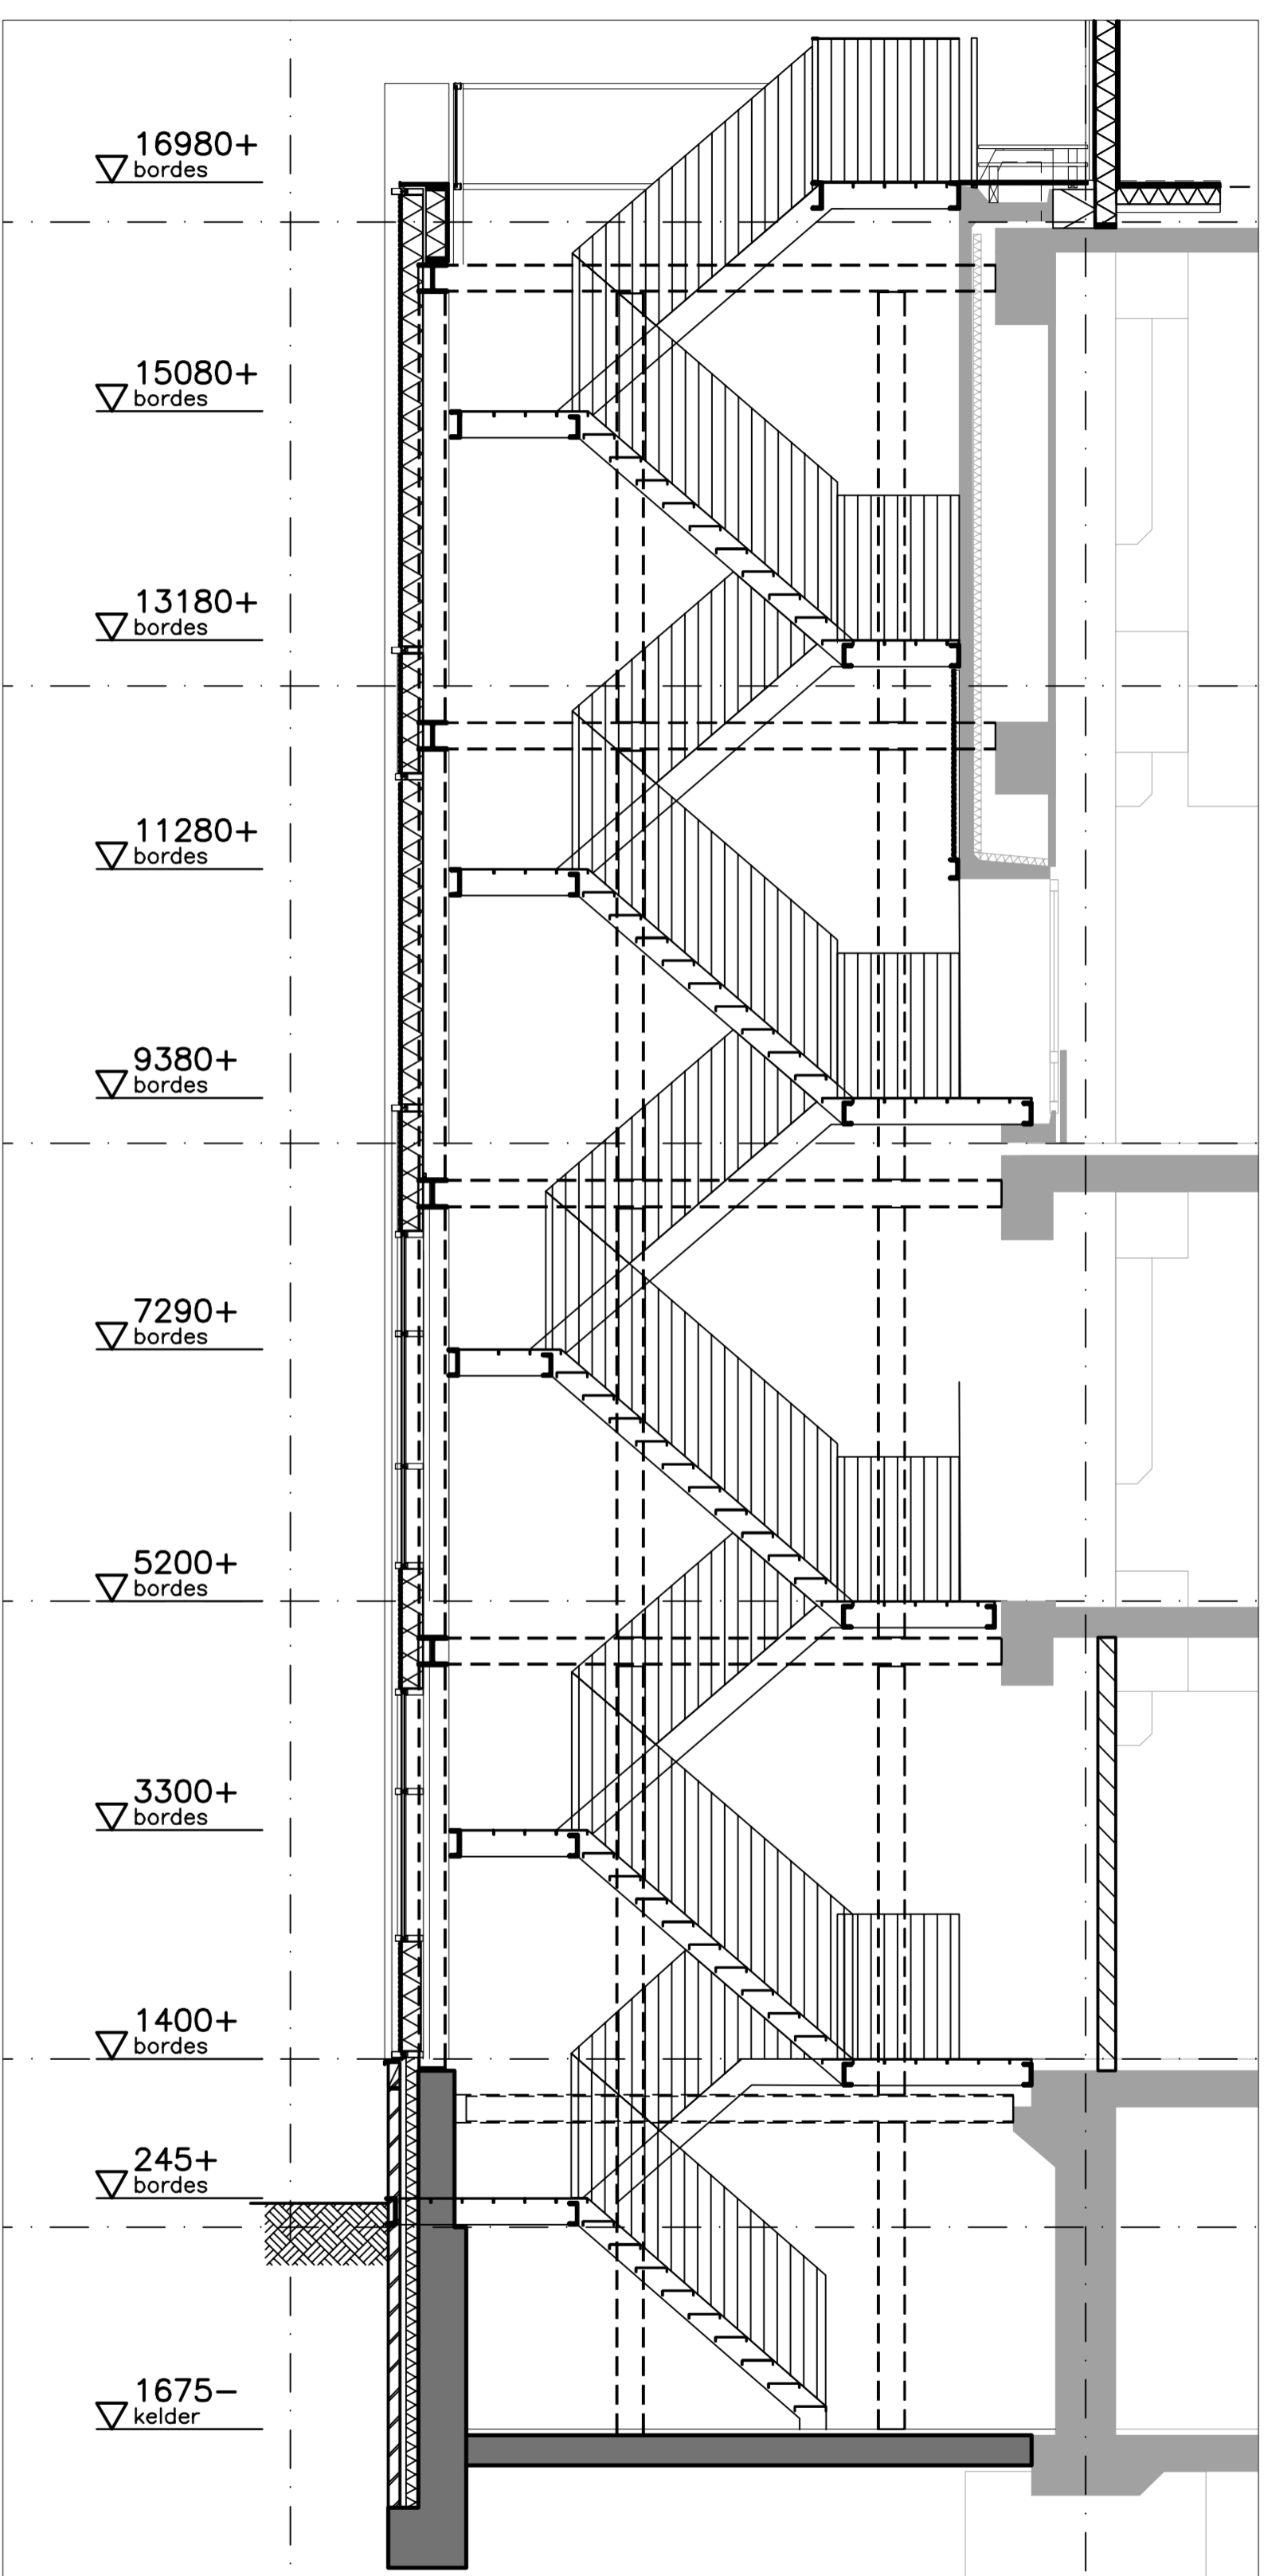 16980+
bordes
15080+
bordes
13180+
bordes
11280+
bordes
9380+
bordes
7290+
bordes
5200+
bordes
3300+
bordes
1400+
bordes
245+
bordes
1675-
kelder